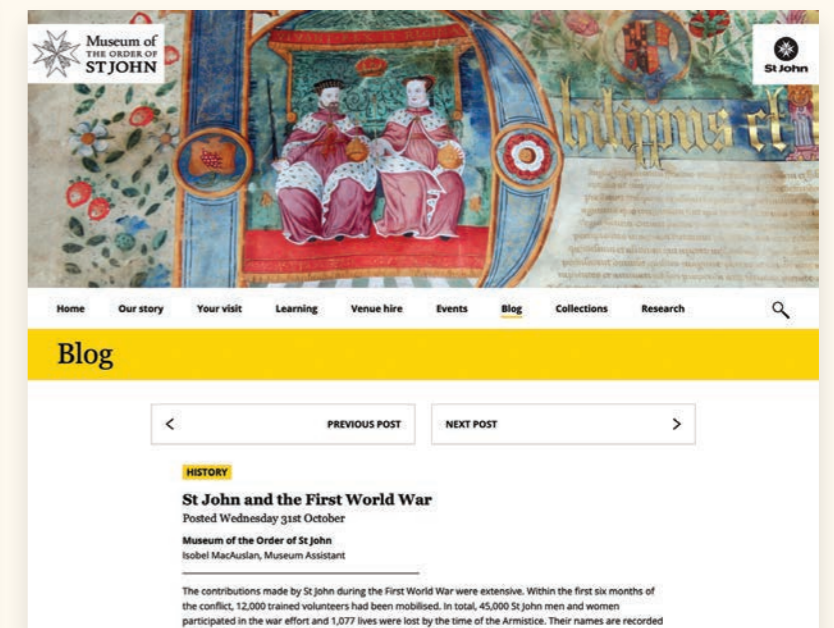 Museum of
THE ORDER OF
ST JOHN
St John
hilippus et
Home Our story Your visit Learning Venue hire Events Blog Collections Research
Blog
PREVIOUS POST NEXT POST
HISTORY
St John and the First World War
Posted Wednesday 31st October
Museum of the Order of St John
Isobel MacAuslan, Museum Assistant
The contributions made by St John during the First World War were extensive. Within the first six months of
the conflict, 12,000 trained volunteers had been mobilised. In total, 45,000 St John men and women
participated in the war effort and 1,077 lives were lost by the time of the Armistice. Their names are recorded